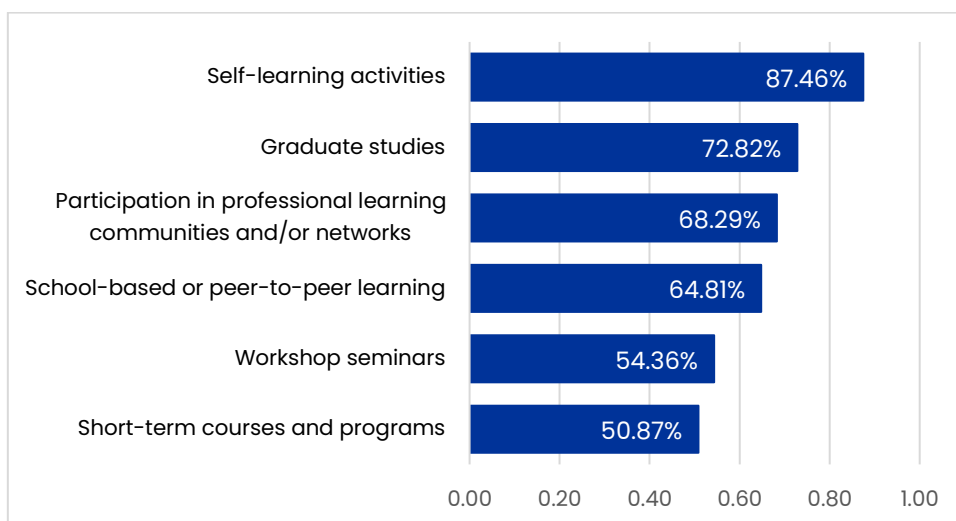 Self-learning activities
87.46%
Graduate studies
72.82%
Participation in professional learning
communities and/or networks
68.29%
School-based or peer-to-peer learning
64.81%
Workshop seminars
54.36%
Short-term courses and programs
50.87%
0.00 0.20 0.40 0.60 0.80 1.00